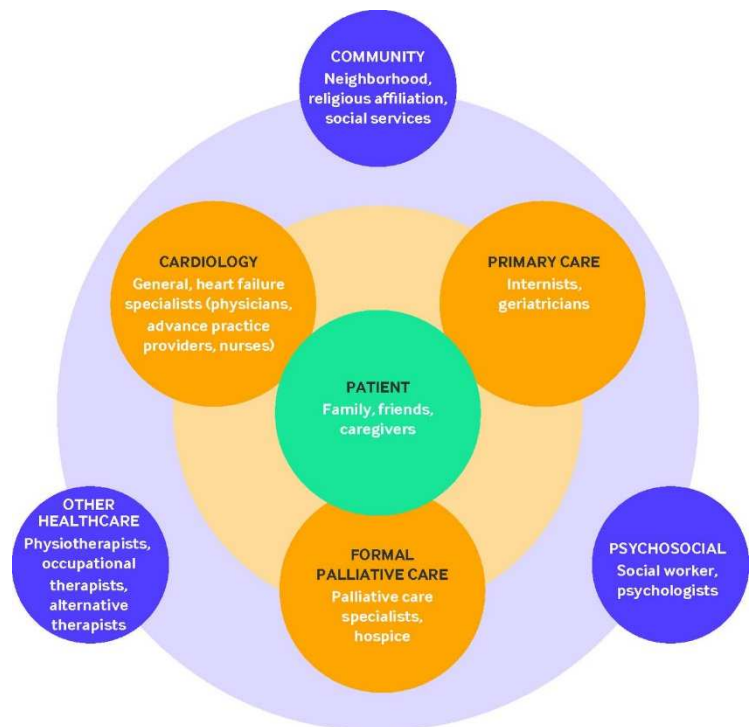 COMMUNITY
Neighborhood,
religious affiliation,
social services
CARDIOLOGY
General, heart failure
specialists (physicians,
advance practice
providers, nurses)
PRIMARY CARE
Internists,
geriatricians
PATIENT
Family, friends,
caregivers
OTHER
HEALTHCARE
Physiotherapists,
occupational
therapists,
alternative
therapists
FORMAL
PALLIATIVE CARE
Palliative care
specialists,
hospice
PSYCHOSOCIAL
Social worker,
psychologists